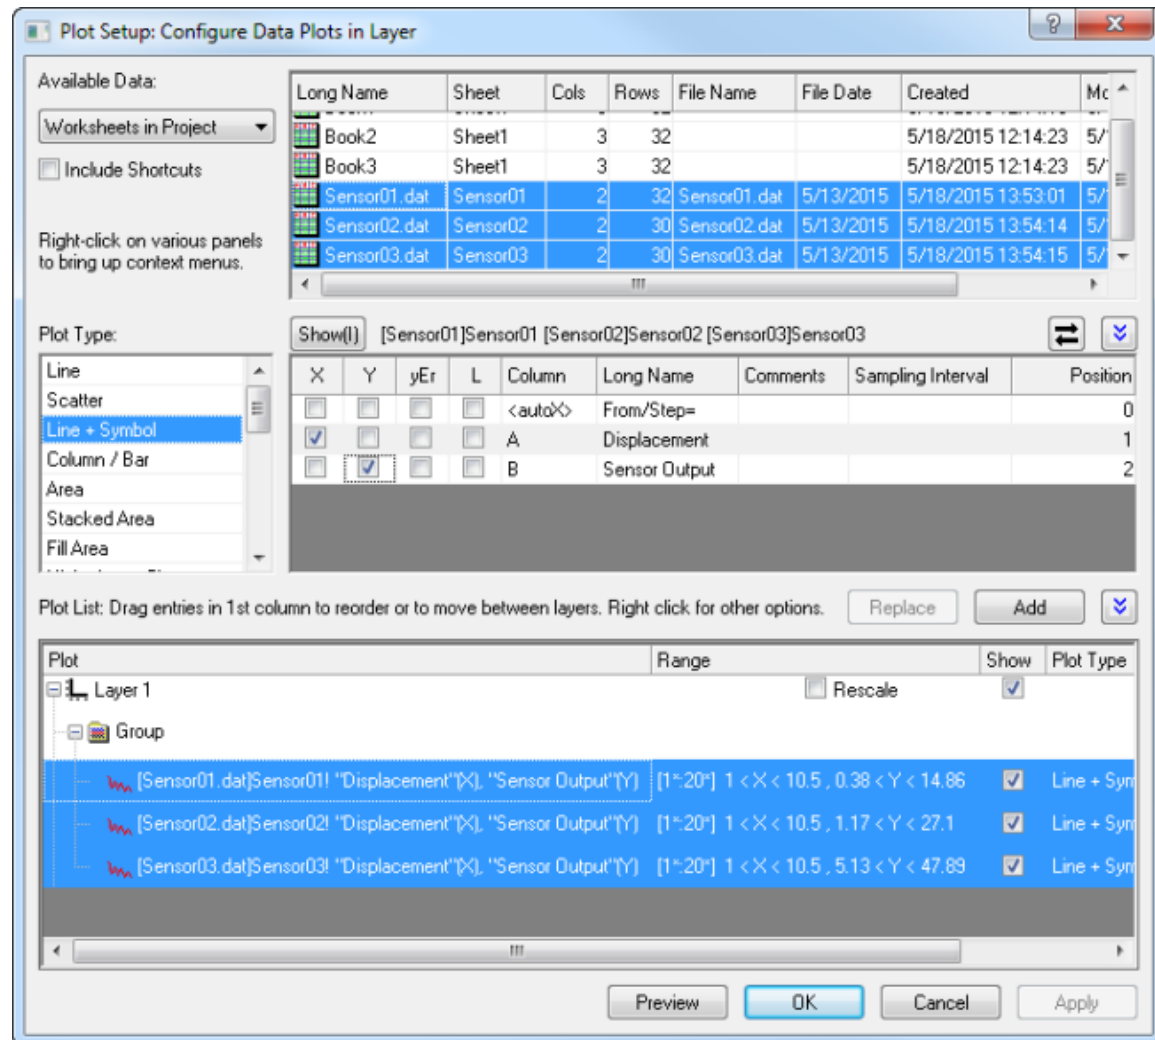 Plot Setup: Configure Data Plots in Layer
Available Data:
Worksheets in Project
Include Shortcuts
Right-click on various panels
to bring up context menus.
Long Name Sheet Cols Rows File Name File Date Created
Book2 Sheet1 3 32 5/18/2015 12:14:23 5/
Book3 Sheet1 3 32 5/18/2015 12:14:23 5/
Sensor01.dat Sensor01 2 32 Sensor01.dat 5/13/2015 5/18/2015 13:53:01 5/
Sensor02.dat Sensor02 2 30 Sensor02.dat 5/13/2015 5/18/2015 13:54:14 5/
Sensor03.dat Sensor03 2 30 Sensor03.dat 5/13/2015 5/18/2015 13:54:15 5/
Plot Type:
Line
Scatter
Line + Symbol
Column / Bar
Area
Stacked Area
Fill Area
Show(I) [Sensor01]Sensor01 [Sensor02]Sensor02 [Sensor03]Sensor03
X Y yEr L Column Long Name Comments Sampling Interval Position
<autoX> From/Step= 0
A Displacement 1
B Sensor Output 2
Plot List: Drag entries in 1st column to reorder or to move between layers. Right click for other options. Replace Add
Plot Range Show Plot Type
Layer 1 Rescale
Group
[Sensor01.dat]Sensor01! "Displacement"(X), "Sensor Output"(Y) [1*:20*] 1 < X < 10.5 , 0.38 < Y < 14.86 Line + Sym
[Sensor02.dat]Sensor02! "Displacement"(X), "Sensor Output"(Y) [1*:20*] 1 < X < 10.5 , 1.17 < Y < 27.1 Line + Sym
[Sensor03.dat]Sensor03! "Displacement"(X), "Sensor Output"(Y) [1*:20*] 1 < X < 10.5 , 5.13 < Y < 47.89 Line + Sym
Preview OK Cancel Apply